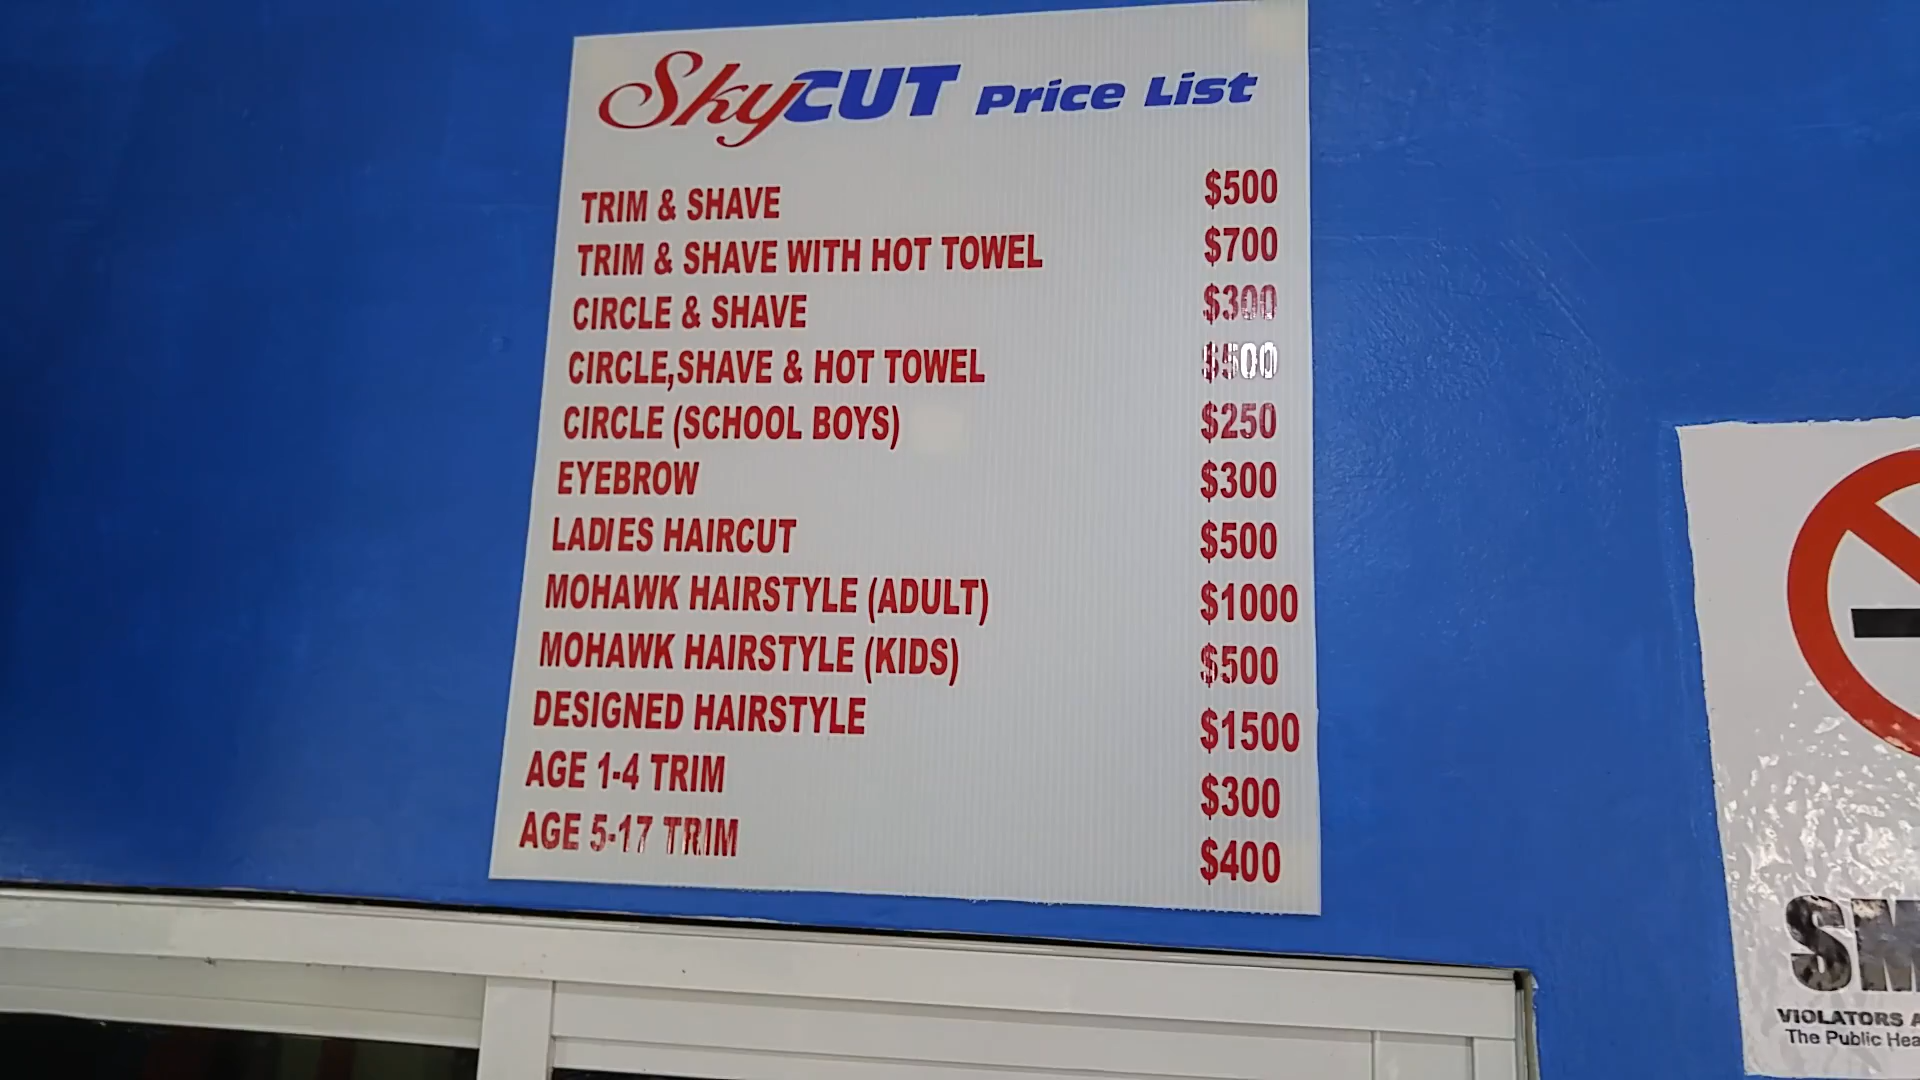 SkyCUT Price List
TRIM & SHAVE $500
TRIM & SHAVE WITH HOT TOWEL $700
CIRCLE & SHAVE $300
CIRCLE,SHAVE & HOT TOWEL $500
CIRCLE (SCHOOL BOYS) $250
EYEBROW $300
LADIES HAIRCUT $500
MOHAWK HAIRSTYLE (ADULT) $1000
MOHAWK HAIRSTYLE (KIDS) $500
DESIGNED HAIRSTYLE $1500
AGE 1-4 TRIM $300
AGE 5-17 TRIM $400
VIOLATORS
The Public